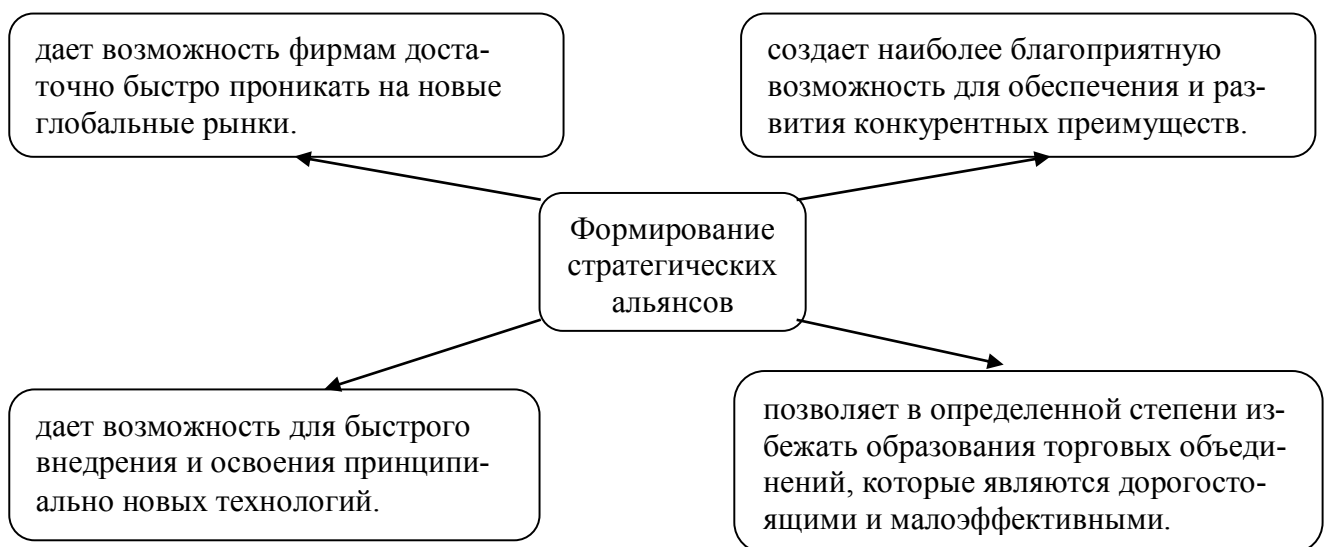 дает возможность фирмам доста-
точно быстро проникать на новые
глобальные рынки.
создает наиболее благоприятную
возможность для обеспечения и раз-
вития конкурентных преимуществ.
Формирование
стратегических
альянсов
дает возможность для быстрого
внедрения и освоения принципи-
ально новых технологий.
позволяет в определенной степени из-
бежать образования торговых объеди-
нений, которые являются дорогосто-
ящими и малоэффективными.